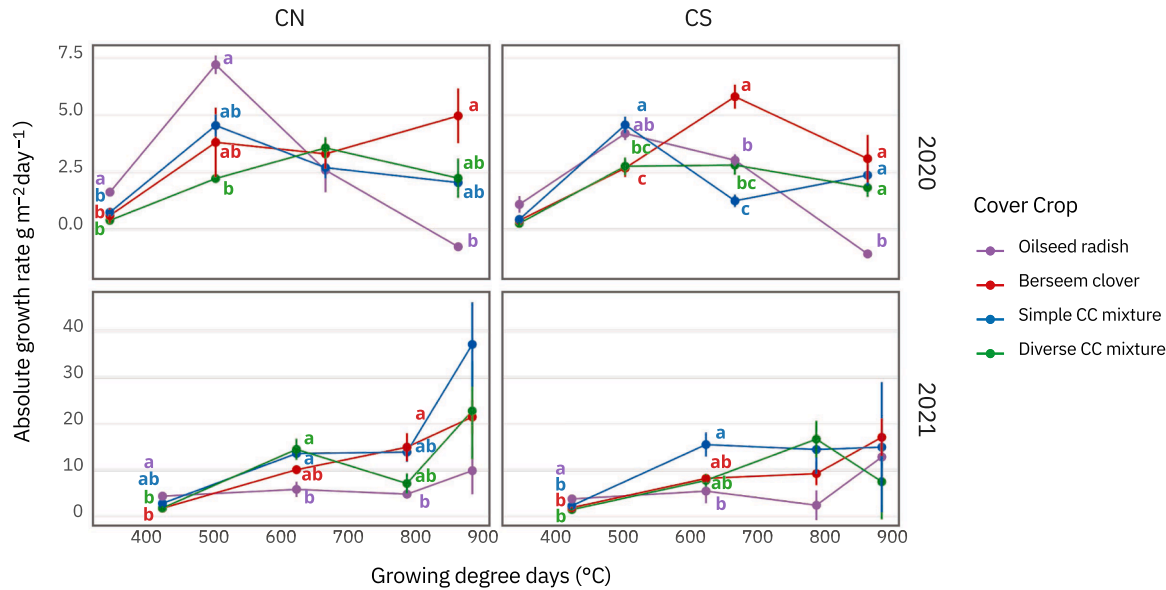 CN
CS
Absolute growth rate g m⁻² day⁻¹ )
7.5
5.0
2.5
0.0
a
b
b
b
a
ab
ab
b
a
ab
ab
b
a
ab
bc
c
a
b
bc
c
a
a
a
b
2020
40
30
20
10
0
a
ab
b
b
a
a
ab
b
a
ab
ab
b
a
b
b
b
a
ab
ab
b
2021
400 500 600 700 800 900
400 500 600 700 800 900
Growing degree days (°C)
Cover Crop
Oilseed radish
Berseem clover
Simple CC mixture
Diverse CC mixture